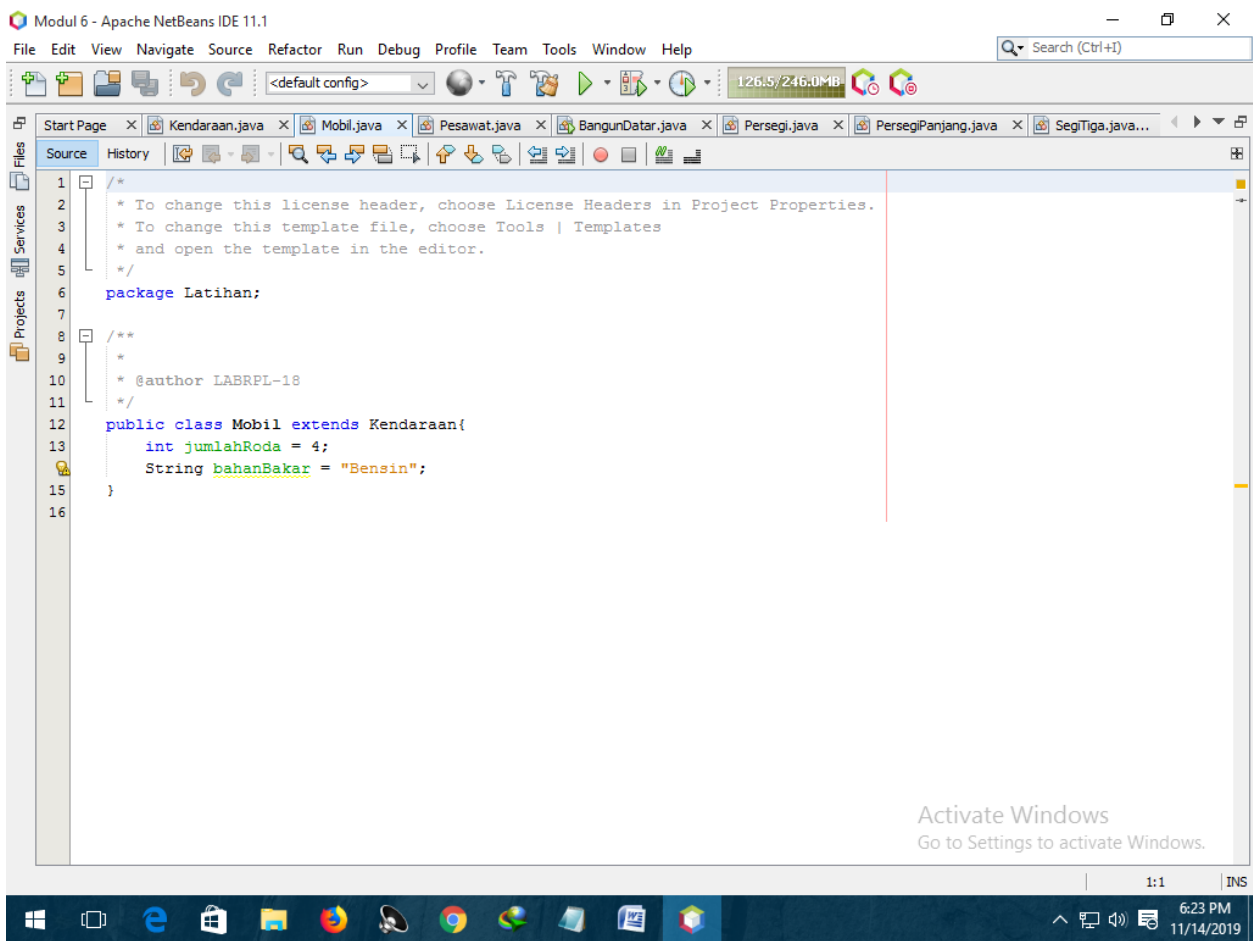 Modul 6 - Apache NetBeans IDE 11.1
File Edit View Navigate Source Refactor Run Debug Profile Team Tools Window Help
Search (Ctrl+I)
<default config>
126.5/246.0MB
Start Page Kendaraan.java Mobil.java Pesawat.java BangunDatar.java Persegi.java PersegiPanjang.java SegiTiga.java...
Source History
Files
Services
Projects
1 /*
2 * To change this license header, choose License Headers in Project Properties.
3 * To change this template file, choose Tools | Templates
4 * and open the template in the editor.
5 */
6 package Latihan;
7
8 /**
9 *
10 * @author LABRPL-18
11 */
12 public class Mobil extends Kendaraan{
13 int jumlahRoda = 4;
String bahanBakar = "Bensin";
15 }
16
Activate Windows
Go to Settings to activate Windows.
1:1 INS
6:23 PM
11/14/2019